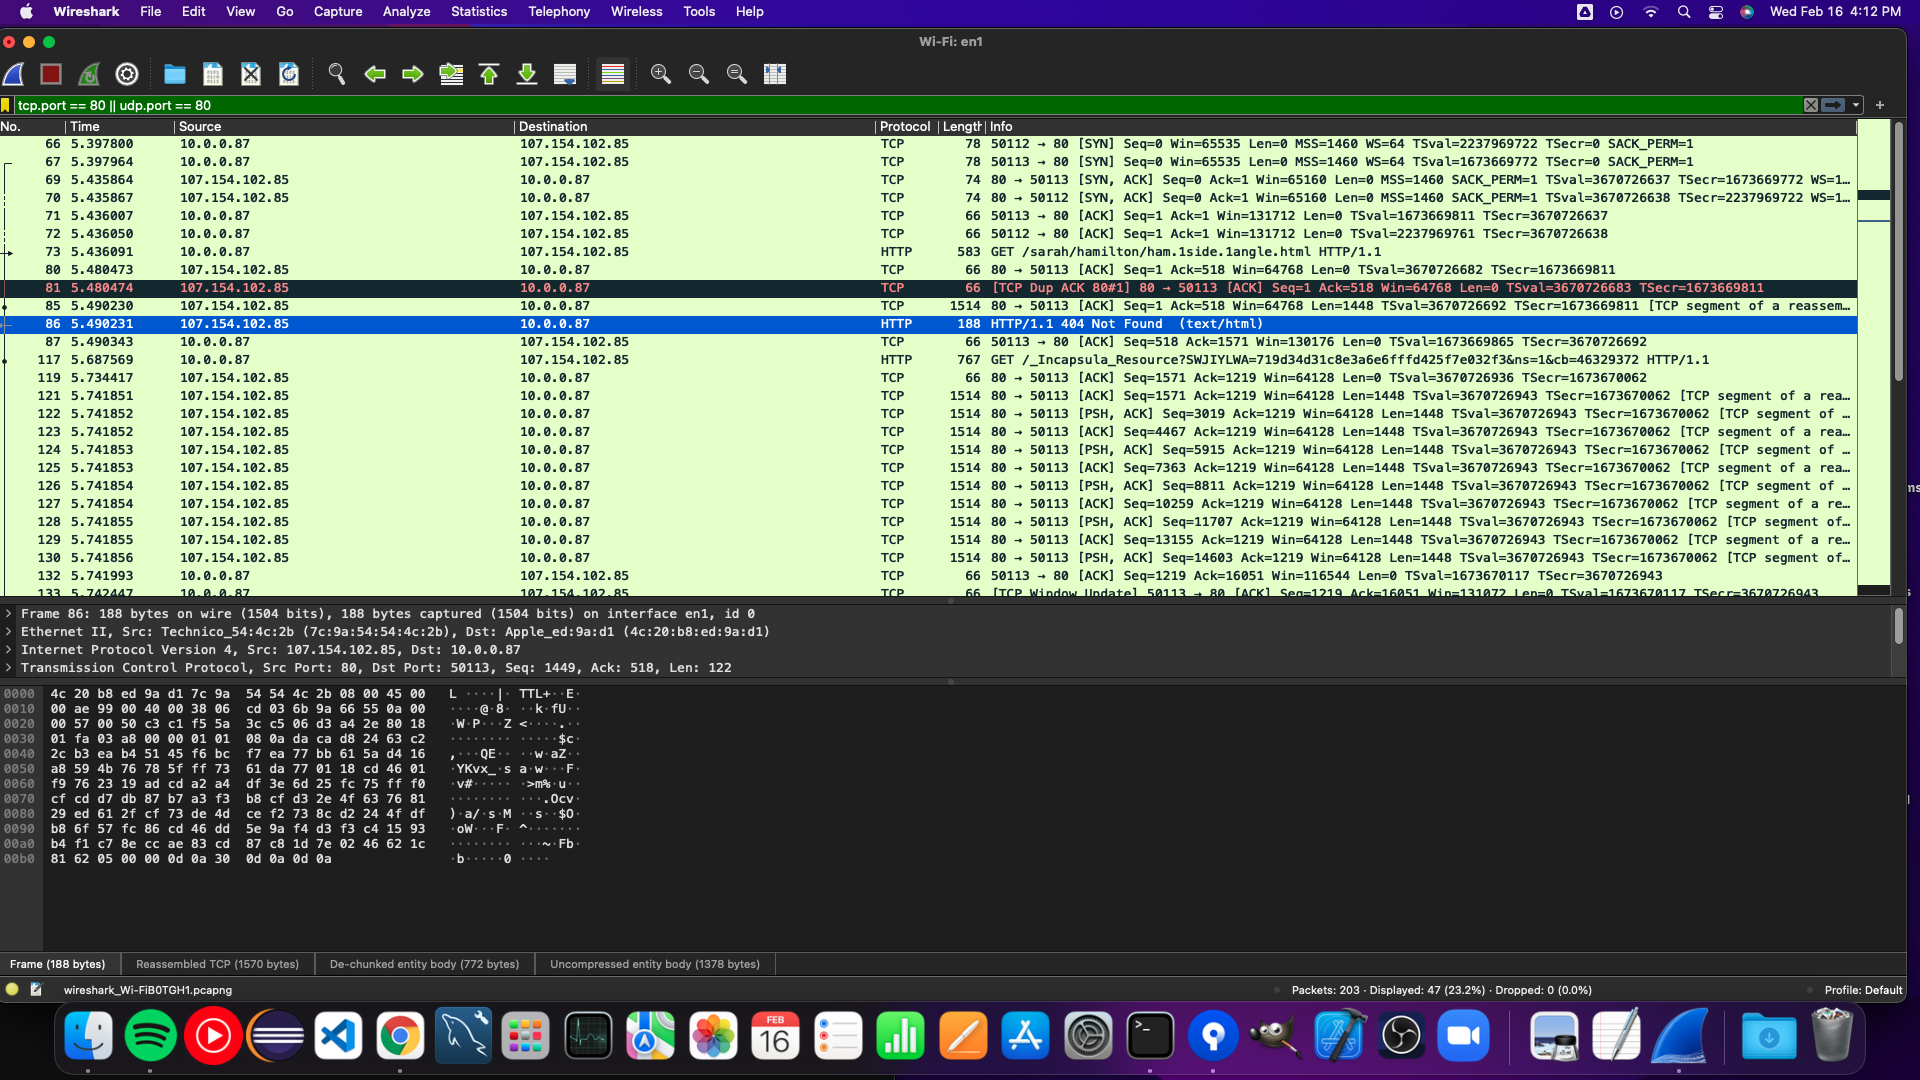 Wireshark File Edit View Go Capture Analyze Statistics Telephony Wireless Tools Help Wed Feb 16 4:12 PM
Wi-Fi: en1
tcp.port == 80 || udp.port == 80
No. Time Source Destination Protocol Length Info
66 5.397800 10.0.0.87 107.154.102.85 TCP 78 50112 → 80 [SYN] Seq=0 Win=65535 Len=0 MSS=1460 WS=64 TSval=2237969722 TSecr=0 SACK_PERM=1
67 5.397964 10.0.0.87 107.154.102.85 TCP 78 50113 → 80 [SYN] Seq=0 Win=65535 Len=0 MSS=1460 WS=64 TSval=1673669772 TSecr=0 SACK_PERM=1
69 5.435864 107.154.102.85 10.0.0.87 TCP 74 80 → 50113 [SYN, ACK] Seq=0 Ack=1 Win=65160 Len=0 MSS=1460 SACK_PERM=1 TSval=3670726637 TSecr=1673669772 WS=1…
70 5.435867 107.154.102.85 10.0.0.87 TCP 74 80 → 50112 [SYN, ACK] Seq=0 Ack=1 Win=65160 Len=0 MSS=1460 SACK_PERM=1 TSval=3670726638 TSecr=2237969722 WS=1…
71 5.436007 10.0.0.87 107.154.102.85 TCP 66 50113 → 80 [ACK] Seq=1 Ack=1 Win=131712 Len=0 TSval=1673669811 TSecr=3670726637
72 5.436050 10.0.0.87 107.154.102.85 TCP 66 50112 → 80 [ACK] Seq=1 Ack=1 Win=131712 Len=0 TSval=2237969761 TSecr=3670726638
73 5.436091 10.0.0.87 107.154.102.85 HTTP 583 GET /sarah/hamilton/ham.1side.1angle.html HTTP/1.1
80 5.480473 107.154.102.85 10.0.0.87 TCP 66 80 → 50113 [ACK] Seq=1 Ack=518 Win=64768 Len=0 TSval=3670726682 TSecr=1673669811
81 5.480474 107.154.102.85 10.0.0.87 TCP 66 [TCP Dup ACK 80#1] 80 → 50113 [ACK] Seq=1 Ack=518 Win=64768 Len=0 TSval=3670726683 TSecr=1673669811
85 5.490230 107.154.102.85 10.0.0.87 TCP 1514 80 → 50113 [ACK] Seq=1 Ack=518 Win=64768 Len=1448 TSval=3670726692 TSecr=1673669811 [TCP segment of a reassem…
86 5.490231 107.154.102.85 10.0.0.87 HTTP 188 HTTP/1.1 404 Not Found (text/html)
87 5.490343 10.0.0.87 107.154.102.85 TCP 66 50113 → 80 [ACK] Seq=518 Ack=1571 Win=130176 Len=0 TSval=1673669865 TSecr=3670726692
117 5.687569 10.0.0.87 107.154.102.85 HTTP 767 GET /_Incapsula_Resource?SWJIYLWA=719d34d31c8e3a6e6fffd425f7e032f3&ns=1&cb=46329372 HTTP/1.1
119 5.734417 107.154.102.85 10.0.0.87 TCP 66 80 → 50113 [ACK] Seq=1571 Ack=1219 Win=64128 Len=0 TSval=3670726936 TSecr=1673670062
121 5.741851 107.154.102.85 10.0.0.87 TCP 1514 80 → 50113 [ACK] Seq=1571 Ack=1219 Win=64128 Len=1448 TSval=3670726943 TSecr=1673670062 [TCP segment of a rea…
122 5.741852 107.154.102.85 10.0.0.87 TCP 1514 80 → 50113 [PSH, ACK] Seq=3019 Ack=1219 Win=64128 Len=1448 TSval=3670726943 TSecr=1673670062 [TCP segment of …
123 5.741852 107.154.102.85 10.0.0.87 TCP 1514 80 → 50113 [ACK] Seq=4467 Ack=1219 Win=64128 Len=1448 TSval=3670726943 TSecr=1673670062 [TCP segment of a rea…
124 5.741853 107.154.102.85 10.0.0.87 TCP 1514 80 → 50113 [PSH, ACK] Seq=5915 Ack=1219 Win=64128 Len=1448 TSval=3670726943 TSecr=1673670062 [TCP segment of …
125 5.741853 107.154.102.85 10.0.0.87 TCP 1514 80 → 50113 [ACK] Seq=7363 Ack=1219 Win=64128 Len=1448 TSval=3670726943 TSecr=1673670062 [TCP segment of a rea…
126 5.741854 107.154.102.85 10.0.0.87 TCP 1514 80 → 50113 [PSH, ACK] Seq=8811 Ack=1219 Win=64128 Len=1448 TSval=3670726943 TSecr=1673670062 [TCP segment of …
127 5.741854 107.154.102.85 10.0.0.87 TCP 1514 80 → 50113 [ACK] Seq=10259 Ack=1219 Win=64128 Len=1448 TSval=3670726943 TSecr=1673670062 [TCP segment of a re…
128 5.741855 107.154.102.85 10.0.0.87 TCP 1514 80 → 50113 [PSH, ACK] Seq=11707 Ack=1219 Win=64128 Len=1448 TSval=3670726943 TSecr=1673670062 [TCP segment of…
129 5.741855 107.154.102.85 10.0.0.87 TCP 1514 80 → 50113 [ACK] Seq=13155 Ack=1219 Win=64128 Len=1448 TSval=3670726943 TSecr=1673670062 [TCP segment of a re…
130 5.741856 107.154.102.85 10.0.0.87 TCP 1514 80 → 50113 [PSH, ACK] Seq=14603 Ack=1219 Win=64128 Len=1448 TSval=3670726943 TSecr=1673670062 [TCP segment of…
132 5.741993 10.0.0.87 107.154.102.85 TCP 66 50113 → 80 [ACK] Seq=1219 Ack=16051 Win=116544 Len=0 TSval=1673670117 TSecr=3670726943
133 5.742447 10.0.0.87 107.154.102.85 TCP 66 [TCP Window Update] 50113 → 80 [ACK] Seq=1219 Ack=16051 Win=131072 Len=0 TSval=1673670117 TSecr=3670726943
Frame 86: 188 bytes on wire (1504 bits), 188 bytes captured (1504 bits) on interface en1, id 0
Ethernet II, Src: Technico_54:4c:2b (7c:9a:54:54:4c:2b), Dst: Apple_ed:9a:d1 (4c:20:b8:ed:9a:d1)
Internet Protocol Version 4, Src: 107.154.102.85, Dst: 10.0.0.87
Transmission Control Protocol, Src Port: 80, Dst Port: 50113, Seq: 1449, Ack: 518, Len: 122
0000 4c 20 b8 ed 9a d1 7c 9a 54 54 4c 2b 08 00 45 00 L ····|· TTL+··E·
0010 00 ae 99 00 40 00 38 06 cd 03 6b 9a 66 55 0a 00 ····@·8· ··k·fU··
0020 00 57 00 50 c3 c1 f5 5a 3c c5 06 d3 a4 2e 80 18 ·W·P···Z <····.··
0030 01 fa 03 a8 00 00 01 01 08 0a da ca d8 24 63 c2 ········ ·····$c·
0040 2c b3 ea b4 51 45 f6 bc f7 ea 77 bb 61 5a d4 16 ,···QE·· ··w·aZ··
0050 a8 59 4b 76 78 5f ff 73 61 da 77 01 18 cd 46 01 ·YKvx_·s a·w···F·
0060 f9 76 23 19 ad cd a2 a4 df 3e 6d 25 fc 75 ff f0 ·v#····· ·>m%·u··
0070 cf cd d7 db 87 b7 a3 f3 b8 cf d3 2e 4f 63 76 81 ········ ···.Ocv·
0080 29 ed 61 2f cf 73 de 4d ce f2 73 8c d2 24 4f df )·a/·s·M ··s··$O·
0090 b8 6f 57 fc 86 cd 46 dd 5e 9a f4 d3 f3 c4 15 93 ·oW···F· ^·······
00a0 b4 f1 c7 8e cc ae 83 cd 87 c8 1d 7e 02 46 62 1c ········ ···~·Fb·
00b0 81 62 05 00 00 0d 0a 30 0d 0a 0d 0a ·b·····0 ····
Frame (188 bytes) Reassembled TCP (1570 bytes) De-chunked entity body (772 bytes) Uncompressed entity body (1378 bytes)
wireshark_Wi-FiB0TGH1.pcapng Packets: 203 · Displayed: 47 (23.2%) · Dropped: 0 (0.0%) Profile: Default
FEB
16